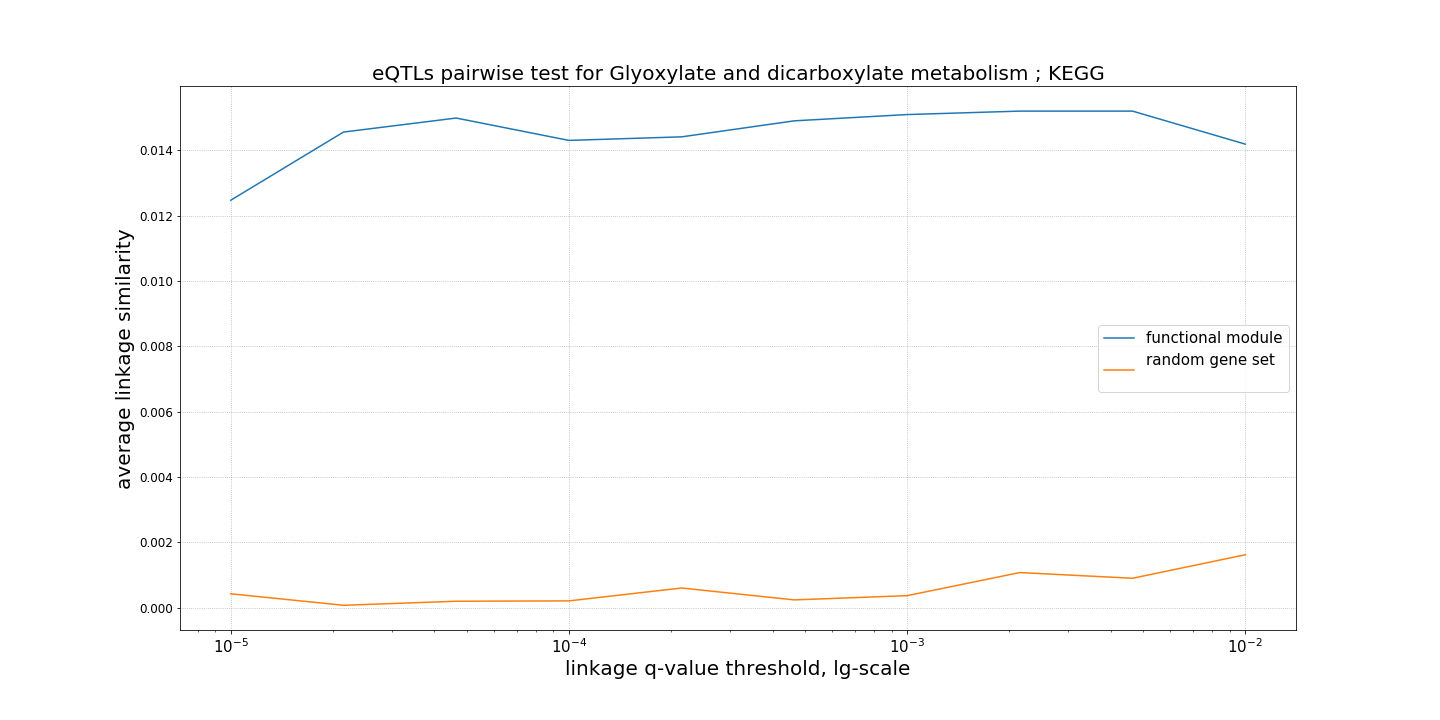 eQTLs pairwise test for Glyoxylate and dicarboxylate metabolism ; KEGG
average linkage similarity
0.014
0.012
0.010
0.008
0.006
0.004
0.002
0.000
functional module
random gene set
10⁻⁵ 10⁻⁴ 10⁻³ 10⁻²
linkage q-value threshold, lg-scale